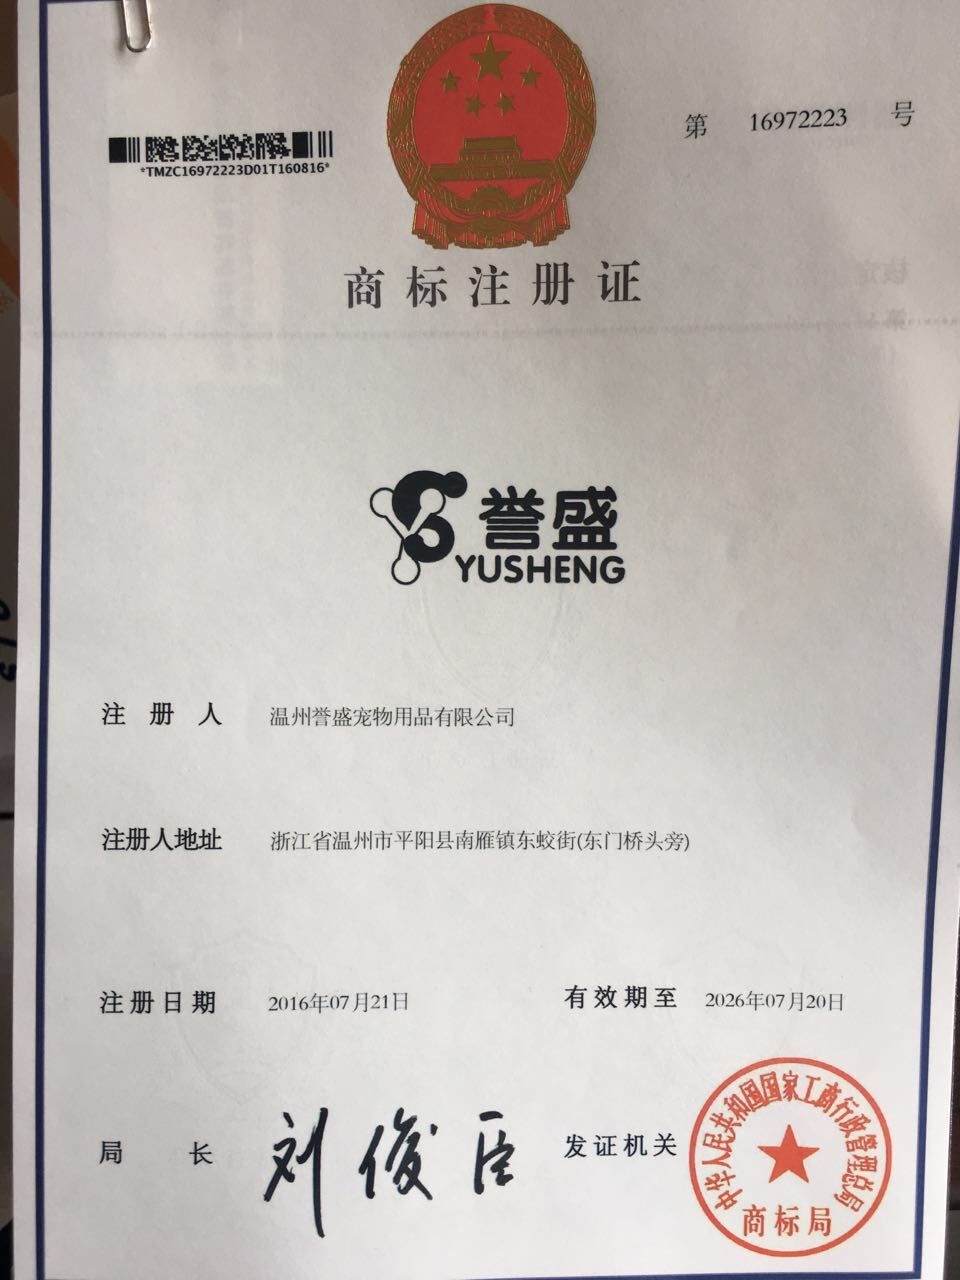 第 16972223 号
*TMZC16972223D01T160816*
商标注册证
誉盛
YUSHENG
注册人 温州誉盛宠物用品有限公司
注册人地址 浙江省温州市平阳县南雁镇东蛟街(东门桥头旁)
注册日期 2016年07月21日 有效期至 2026年07月20日
局长 刘俊臣 发证机关
中华人民共和国国家工商行政管理总局
商标局